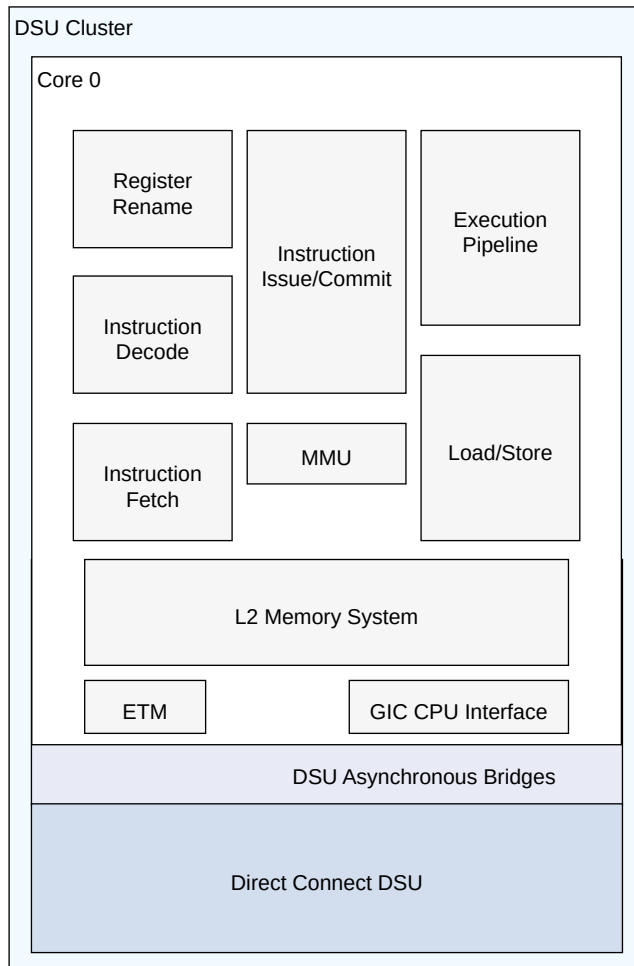 DSU Cluster
Core 0
Register
Rename
Instruction
Issue/Commit
Execution
Pipeline
Instruction
Decode
Instruction
Fetch
MMU
Load/Store
L2 Memory System
ETM
GIC CPU Interface
DSU Asynchronous Bridges
Direct Connect DSU